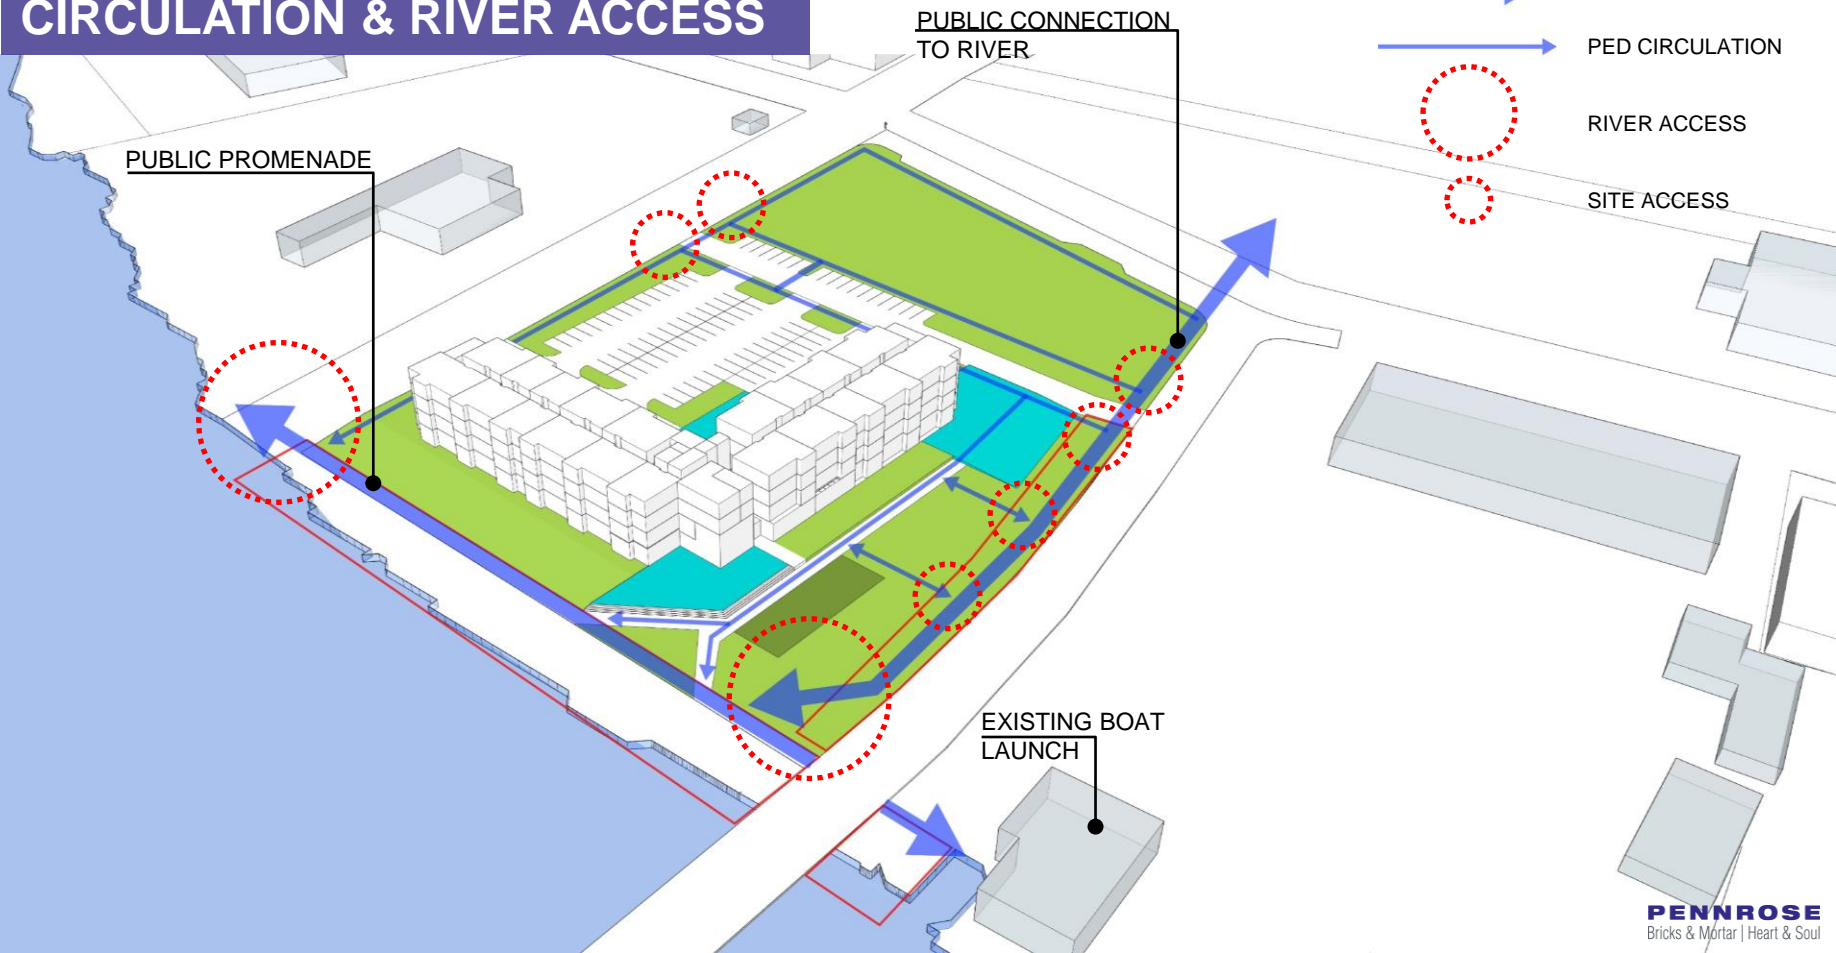 CIRCULATION & RIVER ACCESS
PUBLIC CONNECTION
TO RIVER
PED CIRCULATION
RIVER ACCESS
SITE ACCESS
PUBLIC PROMENADE
EXISTING BOAT
LAUNCH
PENNROSE
Bricks & Mortar | Heart & Soul